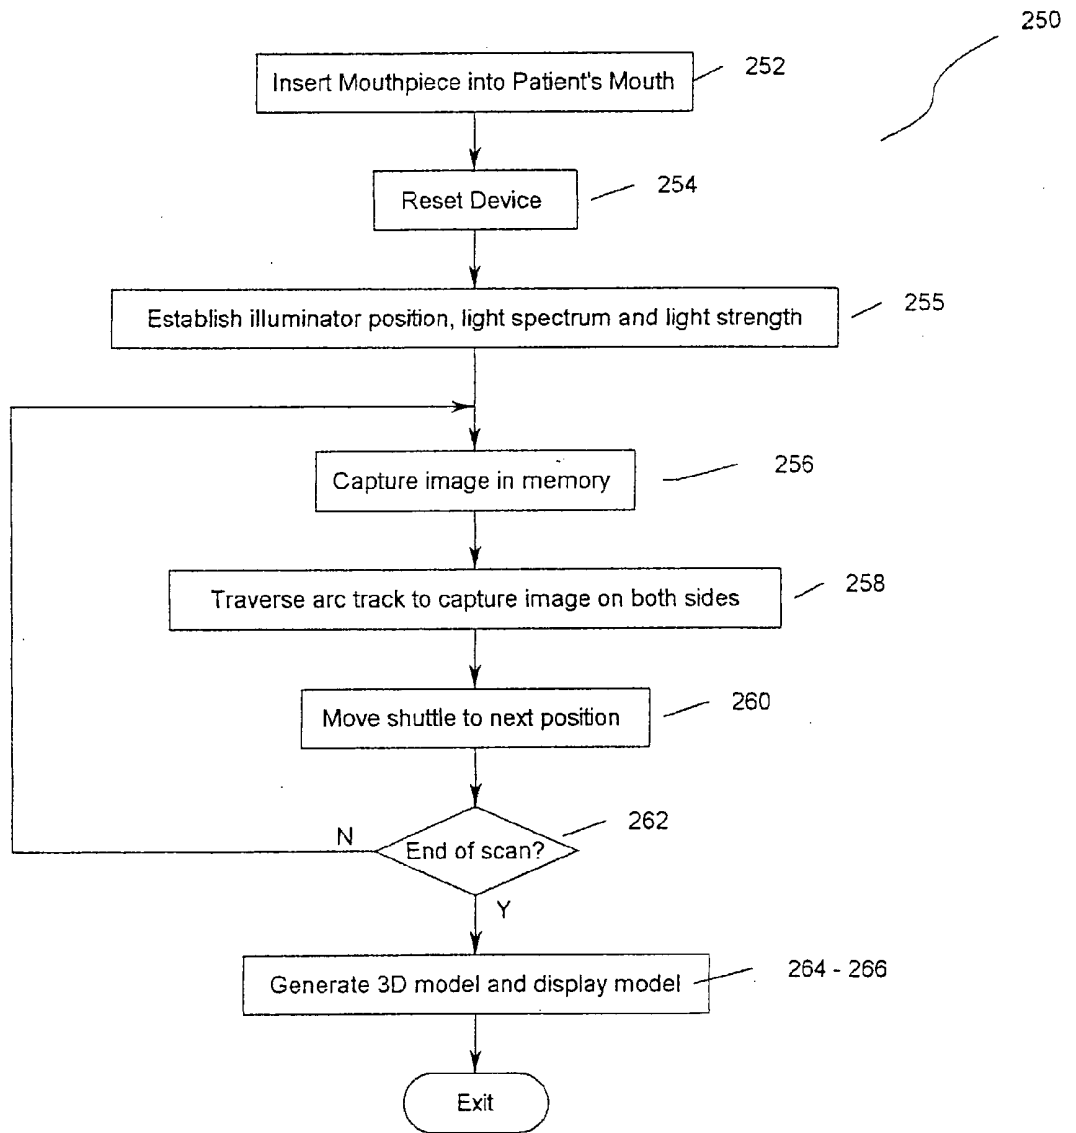 250
Insert Mouthpiece into Patient's Mouth
252
Reset Device
254
Establish illuminator position, light spectrum and light strength
255
Capture image in memory
256
Traverse arc track to capture image on both sides
258
Move shuttle to next position
260
End of scan?
262
N
Y
Generate 3D model and display model
264 - 266
Exit